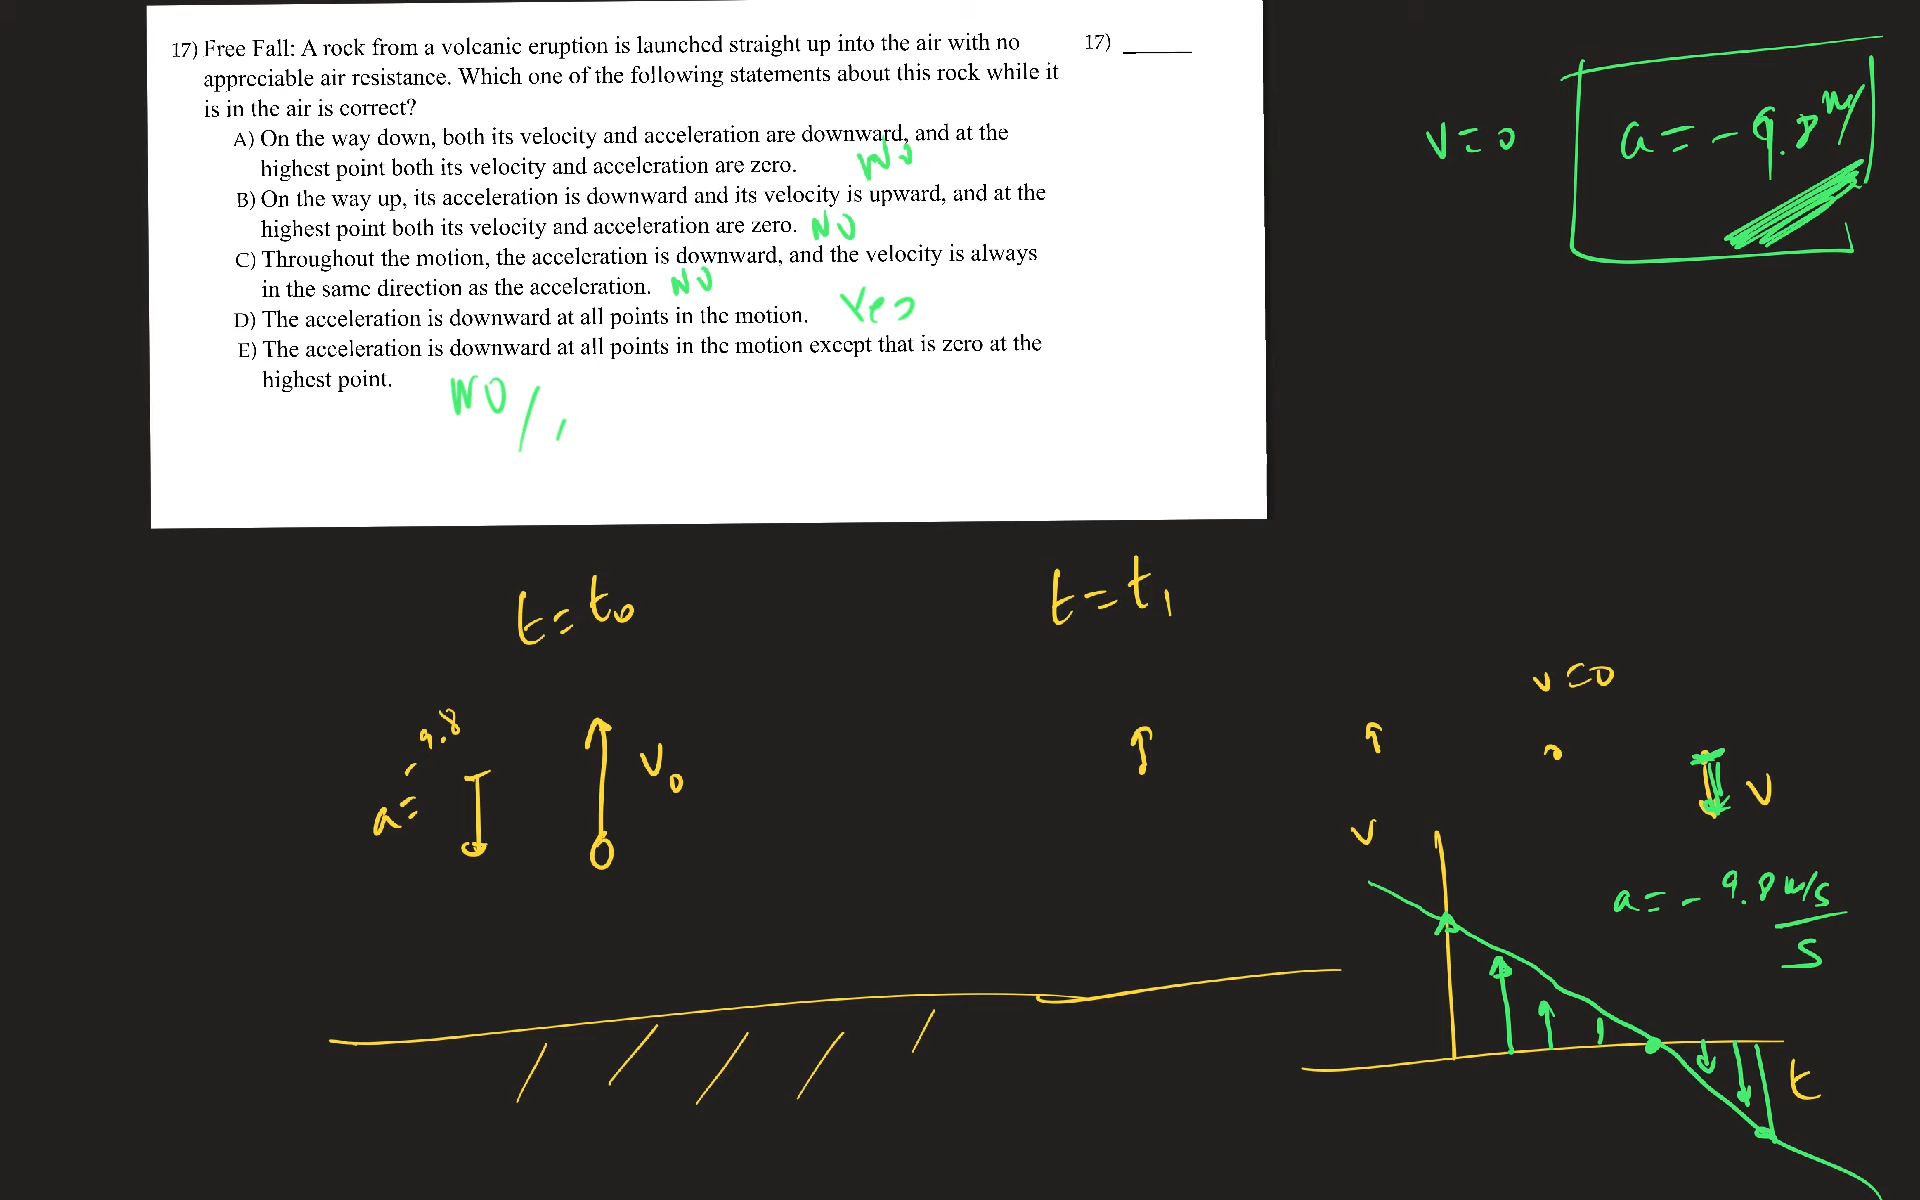 17) Free Fall: A rock from a volcanic eruption is launched straight up into the air with no
appreciable air resistance. Which one of the following statements about this rock while it
is in the air is correct?
17) ______
A) On the way down, both its velocity and acceleration are downward, and at the
highest point both its velocity and acceleration are zero.
NO
B) On the way up, its acceleration is downward and its velocity is upward, and at the
highest point both its velocity and acceleration are zero. NO
C) Throughout the motion, the acceleration is downward, and the velocity is always
in the same direction as the acceleration. NO
D) The acceleration is downward at all points in the motion. Yes
E) The acceleration is downward at all points in the motion except that is zero at the
highest point.
NO
v=0
a=-9.8 m/
t=t0
t=t1
a=-9.8
v0
v=0
v
v
a=-9.8 m/s
s
t